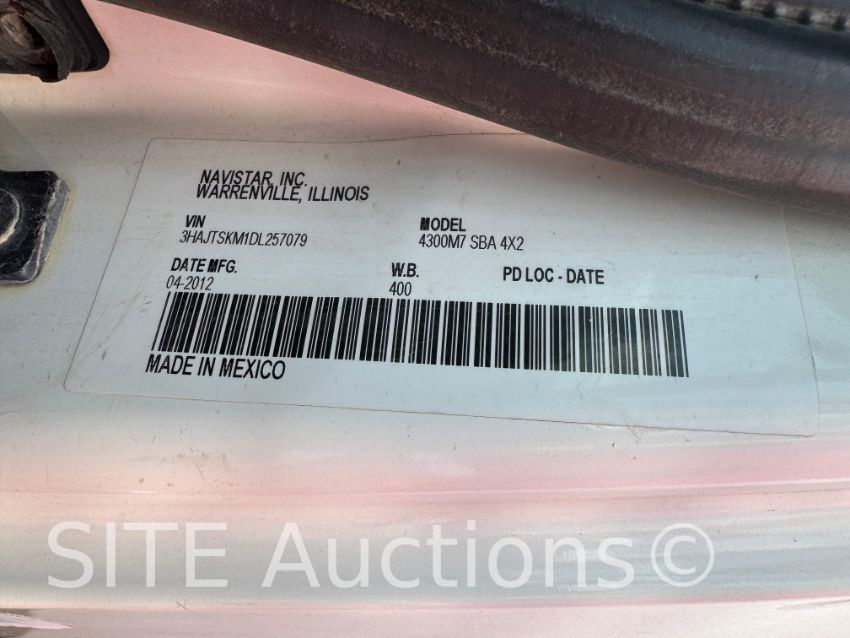 NAVISTAR, INC.
WARRENVILLE, ILLINOIS
VIN MODEL
3HAJTSKM1DL257079 4300M7 SBA 4X2
DATE MFG. W.B. PD LOC - DATE
04-2012 400
MADE IN MEXICO
SITE Auctions©